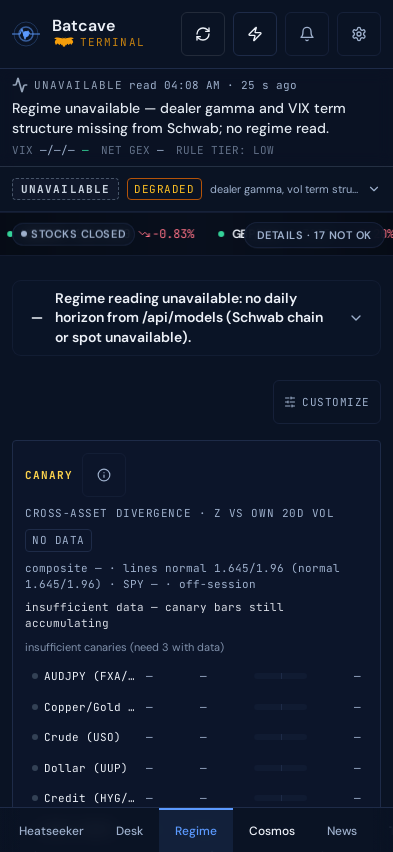 Batcave
TERMINAL
UNAVAILABLE read 04:08 AM · 25 s ago
Regime unavailable — dealer gamma and VIX term
structure missing from Schwab; no regime read.
VIX —/—/— — NET GEX — RULE TIER: LOW
UNAVAILABLE DEGRADED dealer gamma, vol term stru…
STOCKS CLOSED -0.83% DETAILS · 17 NOT OK
— Regime reading unavailable: no daily
horizon from /api/models (Schwab chain
or spot unavailable).
CUSTOMIZE
CANARY
CROSS-ASSET DIVERGENCE · Z VS OWN 20D VOL
NO DATA
composite — · lines normal 1.645/1.96 (normal
1.645/1.96) · SPY — · off-session
insufficient data — canary bars still
accumulating
insufficient canaries (need 3 with data)
AUDJPY (FXA/… — — —
Copper/Gold … — — —
Crude (USO) — — —
Dollar (UUP) — — —
Credit (HYG/… — — —
Heatseeker Desk Regime Cosmos News